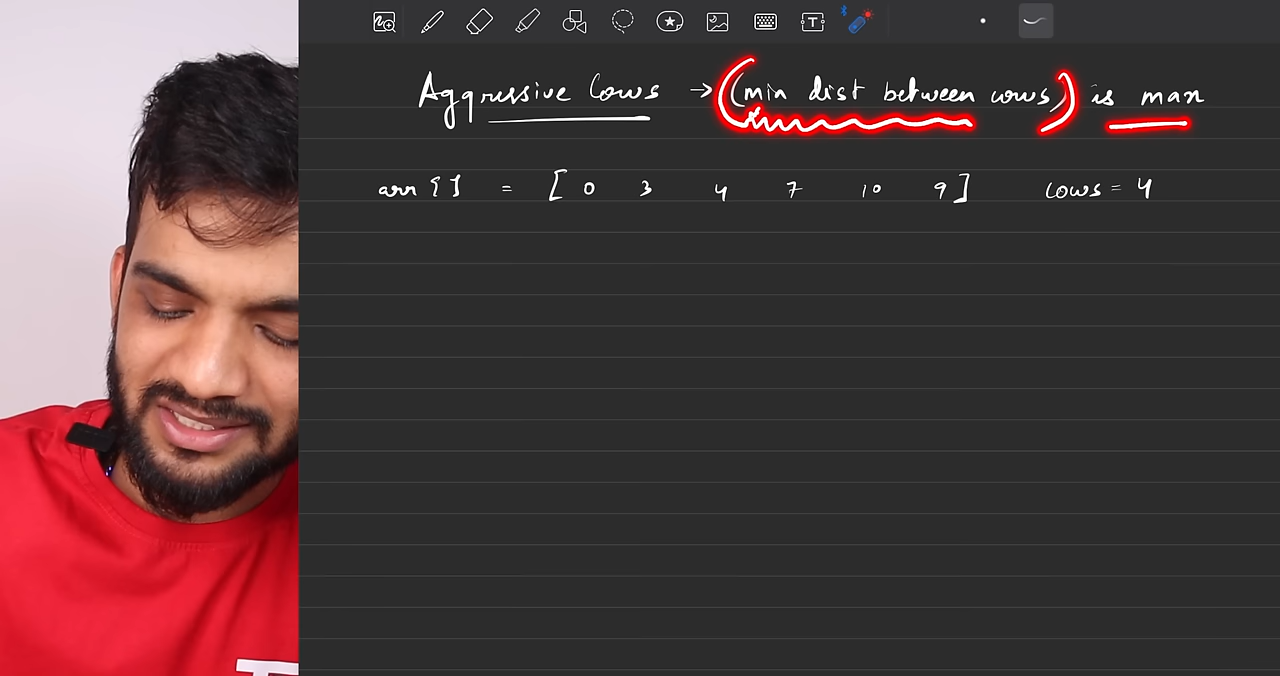 Aggressive Cows → (min dist between cows) is max
arr [] = [ 0 3 4 7 10 9 ] cows = 4